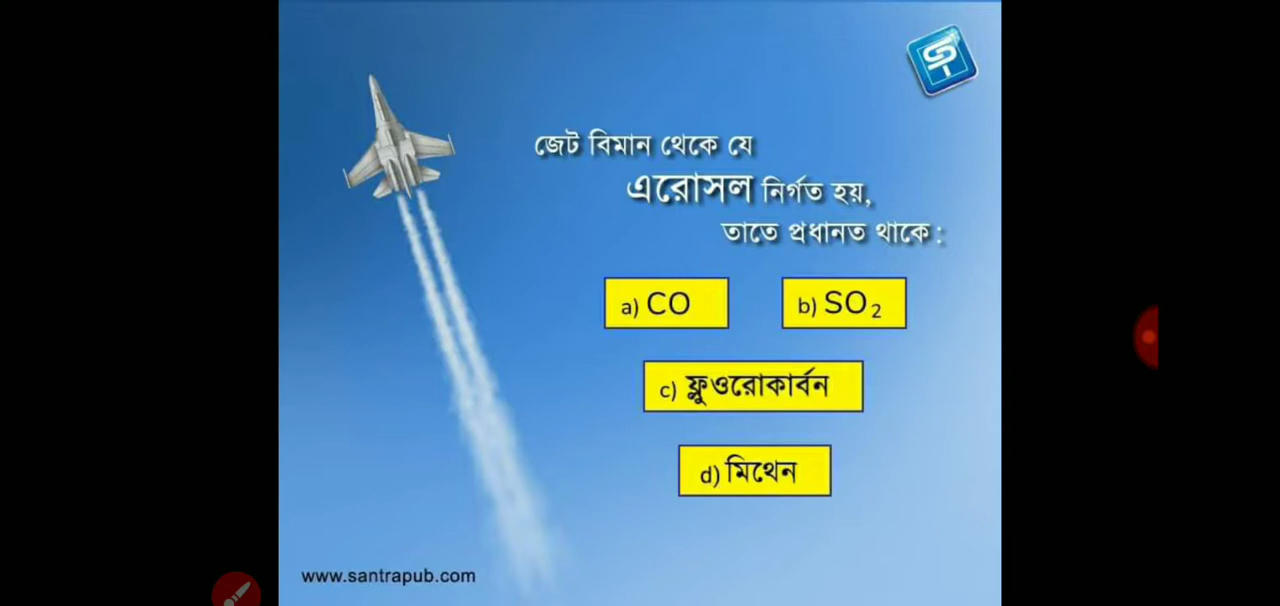 জেট বিমান থেকে যে
এরোসল নির্গত হয়,
তাতে প্রধানত থাকে :
a) CO
b) SO₂
c) ফ্লুওরোকার্বন
d) মিথেন
www.santrapub.com